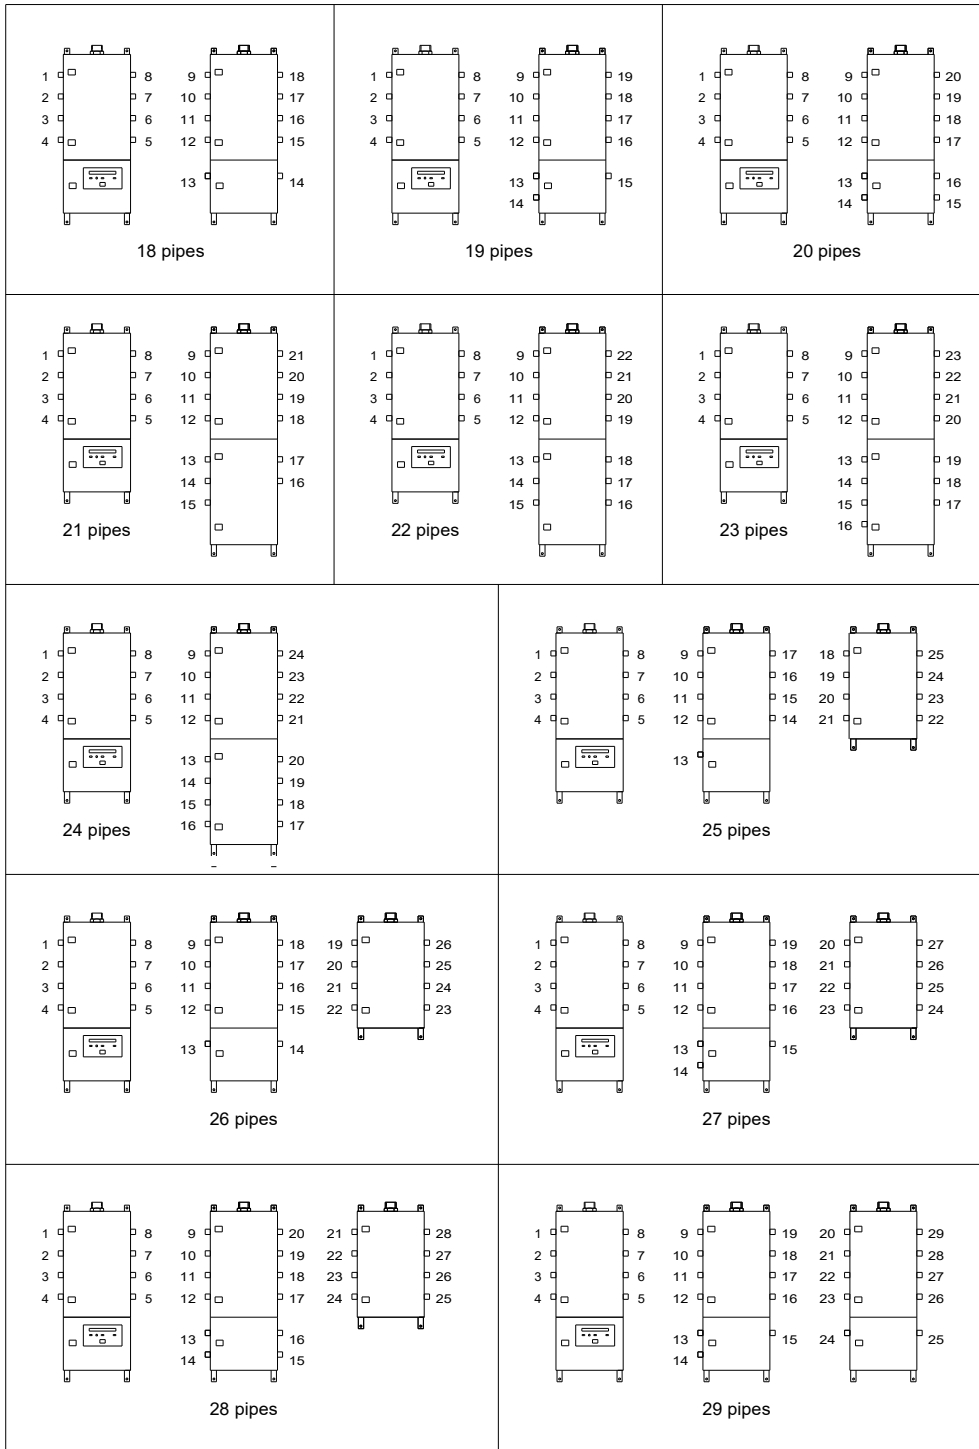 1 8 9 18 1 8 9 19 1 8 9 20
2 7 10 17 2 7 10 18 2 7 10 19
3 6 11 16 3 6 11 17 3 6 11 18
4 5 12 15 4 5 12 16 4 5 12 17
13 14 13 15 13 16
14 14 15
18 pipes 19 pipes 20 pipes
1 8 9 21 1 8 9 22 1 8 9 23
2 7 10 20 2 7 10 21 2 7 10 22
3 6 11 19 3 6 11 20 3 6 11 21
4 5 12 18 4 5 12 19 4 5 12 20
13 17 13 18 13 19
14 16 14 17 14 18
15 15 16 15 17
16
21 pipes 22 pipes 23 pipes
1 8 9 24 1 8 9 17 18 25
2 7 10 23 2 7 10 16 19 24
3 6 11 22 3 6 11 15 20 23
4 5 12 21 4 5 12 14 21 22
13 20 13
14 19
15 18
16 17
24 pipes 25 pipes
1 8 9 18 19 26 1 8 9 19 20 27
2 7 10 17 20 25 2 7 10 18 21 26
3 6 11 16 21 24 3 6 11 17 22 25
4 5 12 15 22 23 4 5 12 16 23 24
13 14 13 15
14
26 pipes 27 pipes
1 8 9 20 21 28 1 8 9 19 20 29
2 7 10 19 22 27 2 7 10 18 21 28
3 6 11 18 23 26 3 6 11 17 22 27
4 5 12 17 24 25 4 5 12 16 23 26
13 16 13 15 24 25
14 15 14
28 pipes 29 pipes